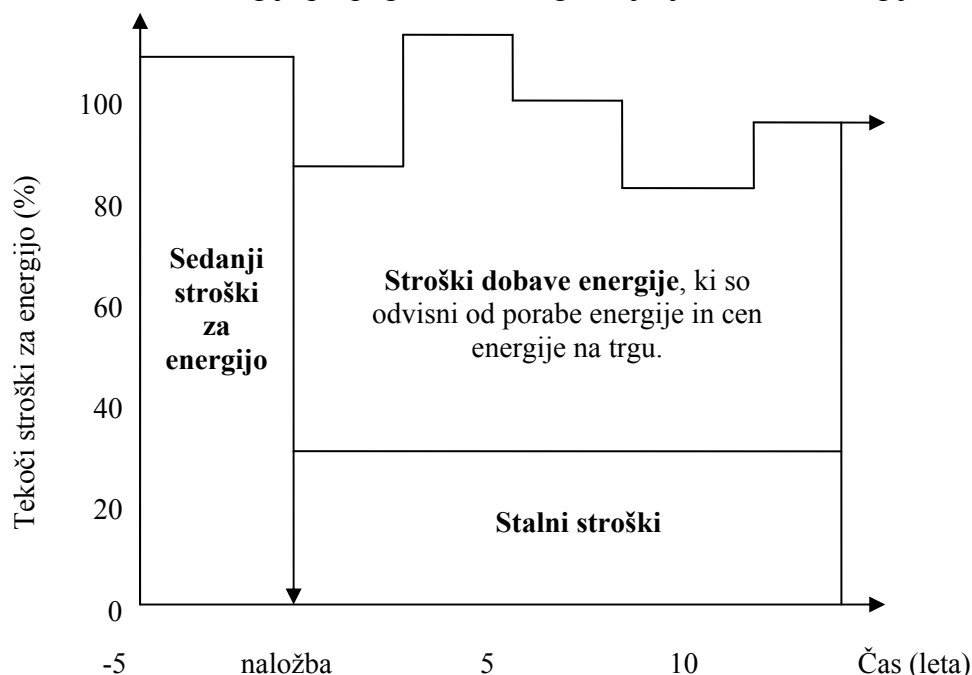 100
80
60
40
20
0
Tekoči stroški za energijo (%)
Sedanji
stroški
za
energijo
Stroški dobave energije, ki so
odvisni od porabe energije in cen
energije na trgu.
Stalni stroški
-5 naložba 5 10 Čas (leta)